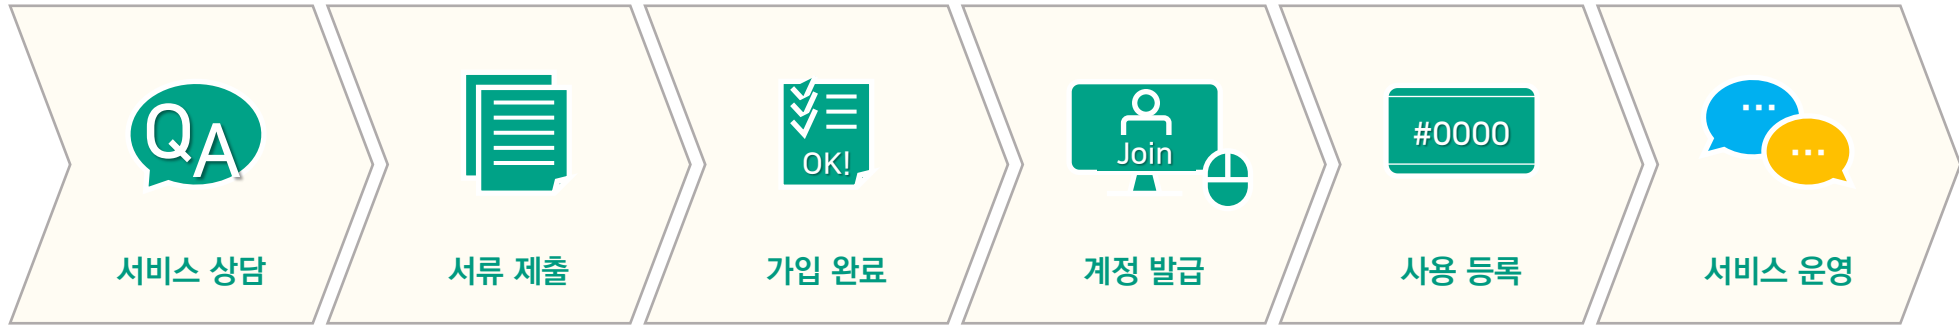 QA
서비스 상담
서류 제출
OK!
가입 완료
Join
계정 발급
#0000
사용 등록
서비스 운영